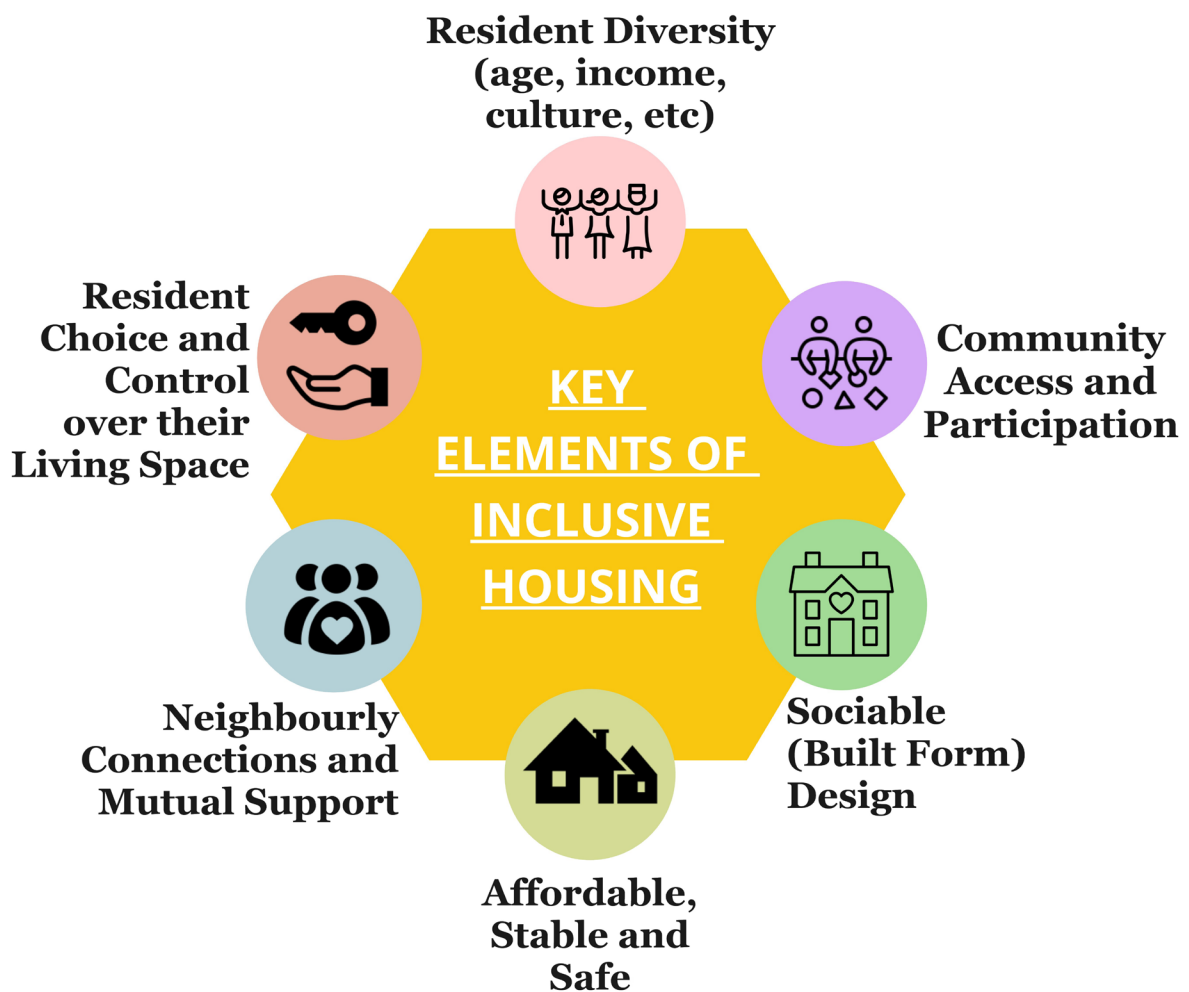 Resident Diversity
(age, income,
culture, etc)
Resident
Choice and
Control
over their
Living Space
KEY
ELEMENTS OF
INCLUSIVE
HOUSING
Community
Access and
Participation
Neighbourly
Connections and
Mutual Support
Sociable
(Built Form)
Design
Affordable,
Stable and
Safe